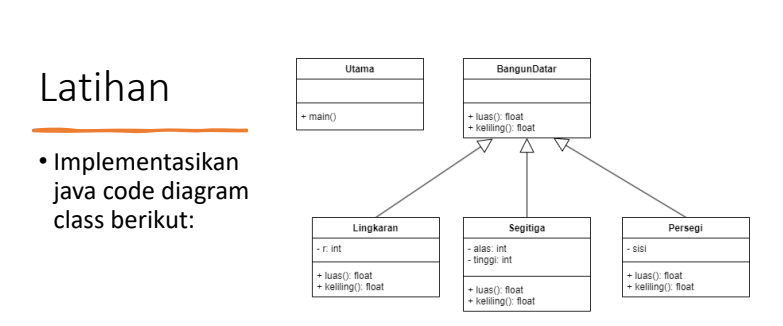 Latihan
• Implementasikan
java code diagram
class berikut:
Utama
+ main()
BangunDatar
+ luas(): float
+ keliling(): float
Lingkaran
- r: int
+ luas(): float
+ keliling(): float
Segitiga
- alas: int
- tinggi: int
+ luas(): float
+ keliling(): float
Persegi
- sisi
+ luas(): float
+ keliling(): float